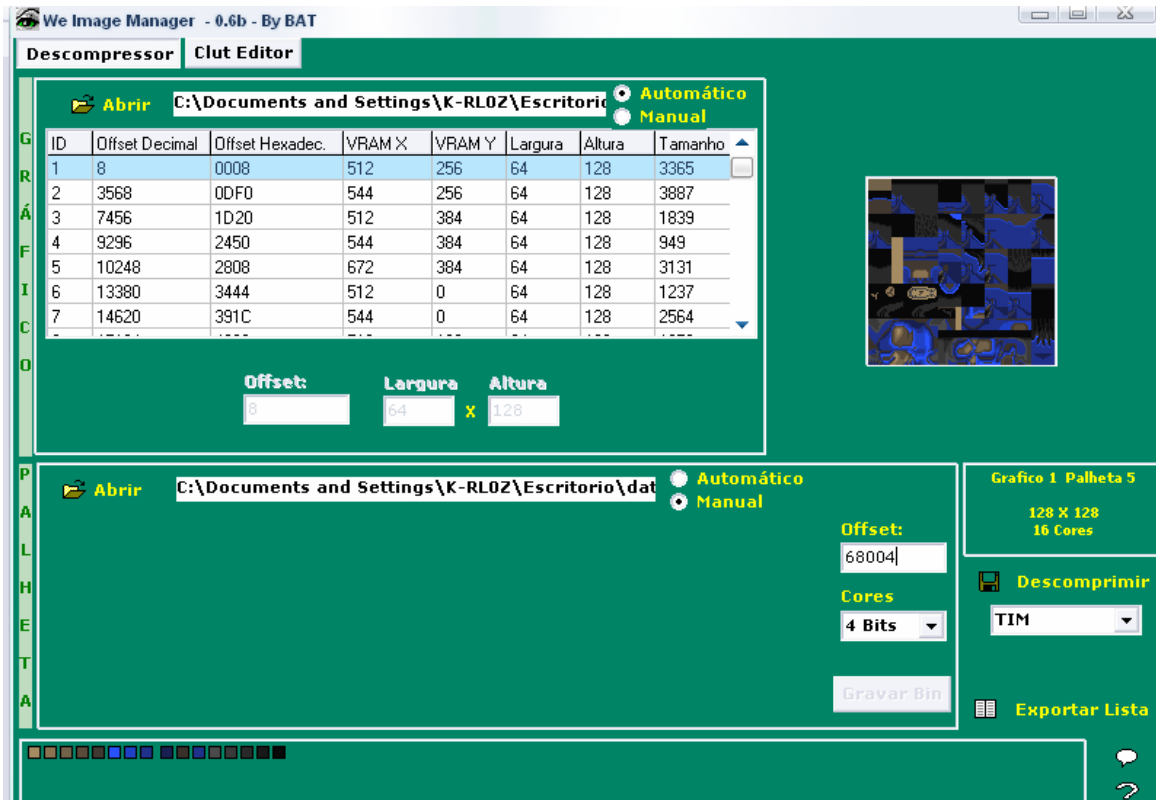 We Image Manager - 0.6b - By BAT
Descompressor Clut Editor
GRÁFICO
Abrir C:\Documents and Settings\K-RL0Z\Escritorio Automático
Manual
ID Offset Decimal Offset Hexadec. VRAM X VRAM Y Largura Altura Tamanho
1 8 0008 512 256 64 128 3365
2 3568 0DF0 544 256 64 128 3887
3 7456 1D20 512 384 64 128 1839
4 9296 2450 544 384 64 128 949
5 10248 2808 672 384 64 128 3131
6 13380 3444 512 0 64 128 1237
7 14620 391C 544 0 64 128 2564
Offset: Largura Altura
8 64 x 128
PALHETA
Abrir C:\Documents and Settings\K-RL0Z\Escritorio\dat Automático
Manual
Offset:
68004
Cores
4 Bits
Gravar Bin
Grafico 1 Palheta 5
128 X 128
16 Cores
Descomprimir
TIM
Exportar Lista